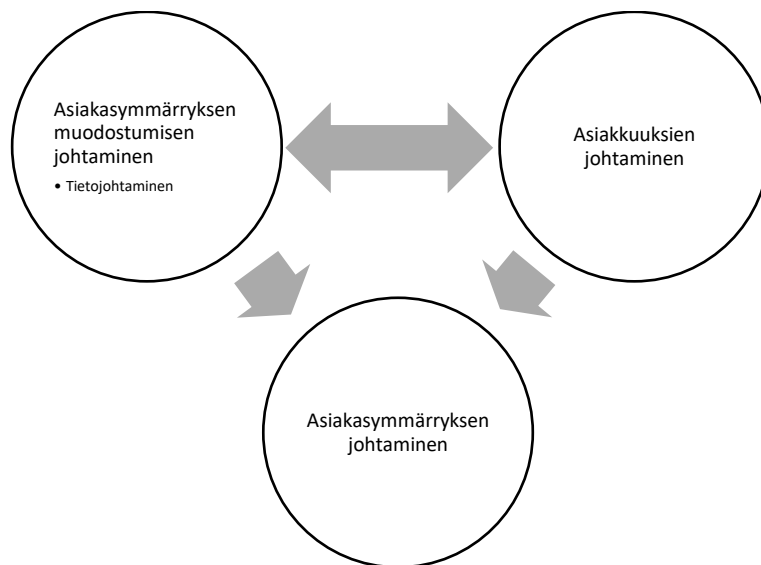 Asiakasymmärryksen
muodostumisen
johtaminen
• Tietojohtaminen
Asiakkuuksien
johtaminen
Asiakasymmärryksen
johtaminen